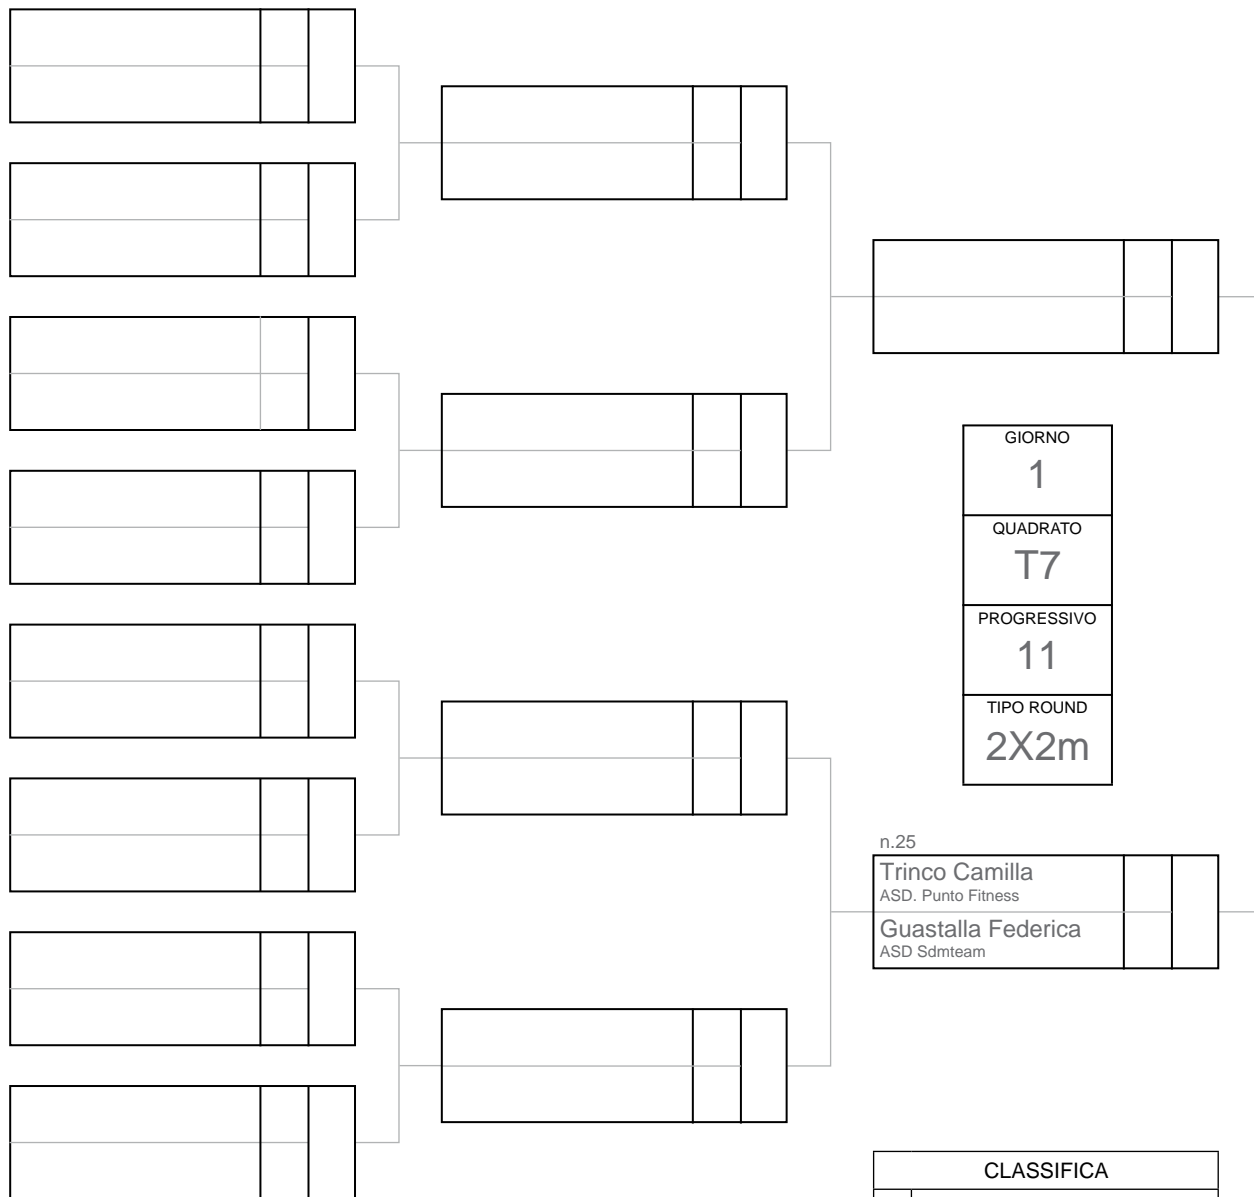 GIORNO
1
QUADRATO
T7
PROGRESSIVO
11
TIPO ROUND
2X2m
n.25
Trinco Camilla
ASD. Punto Fitness
Guastalla Federica
ASD Sdmteam
CLASSIFICA